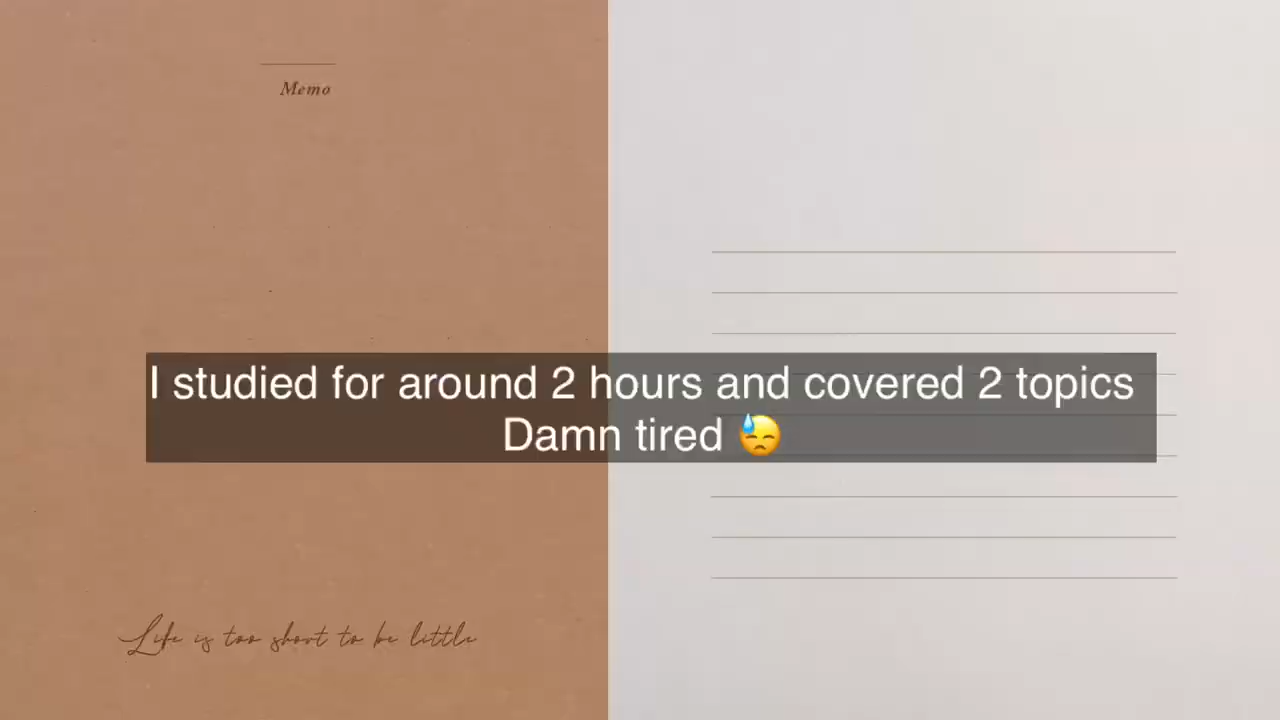 Memo
I studied for around 2 hours and covered 2 topics
Damn tired 😓
Life is too short to be little